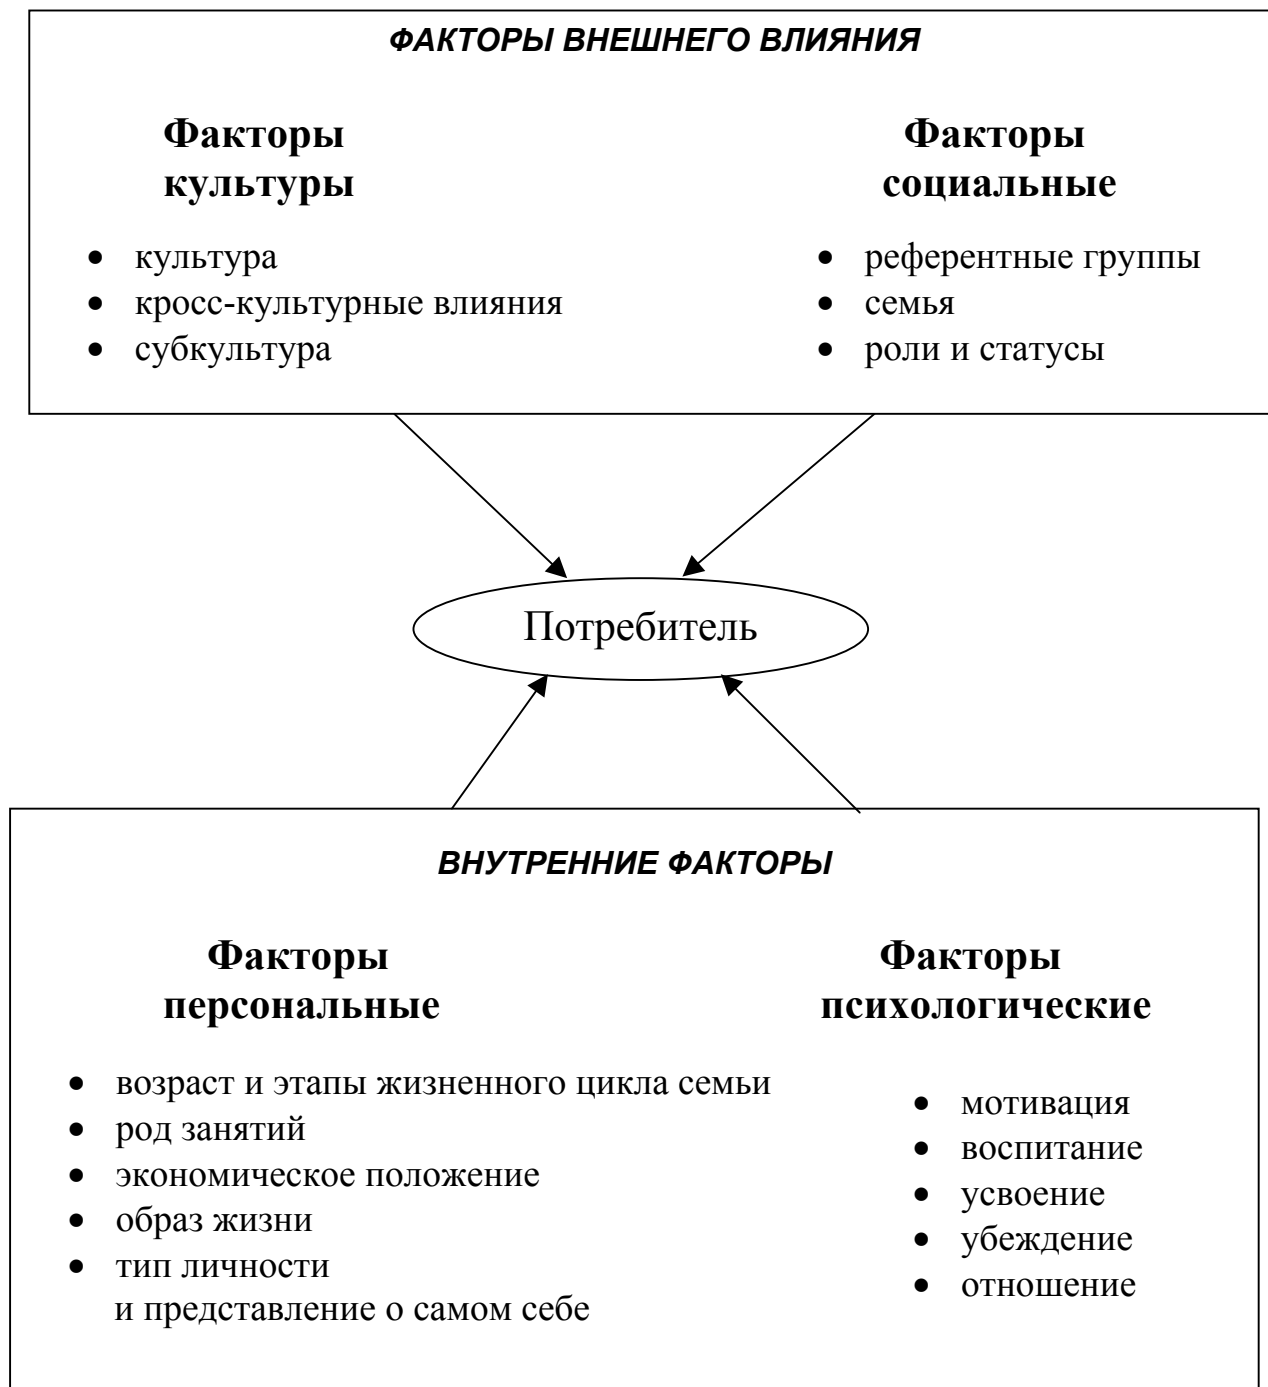 ФАКТОРЫ ВНЕШНЕГО ВЛИЯНИЯ
Факторы
культуры
• культура
• кросс-культурные влияния
• субкультура
Факторы
социальные
• референтные группы
• семья
• роли и статусы
Потребитель
ВНУТРЕННИЕ ФАКТОРЫ
Факторы
персональные
• возраст и этапы жизненного цикла семьи
• род занятий
• экономическое положение
• образ жизни
• тип личности
и представление о самом себе
Факторы
психологические
• мотивация
• воспитание
• усвоение
• убеждение
• отношение